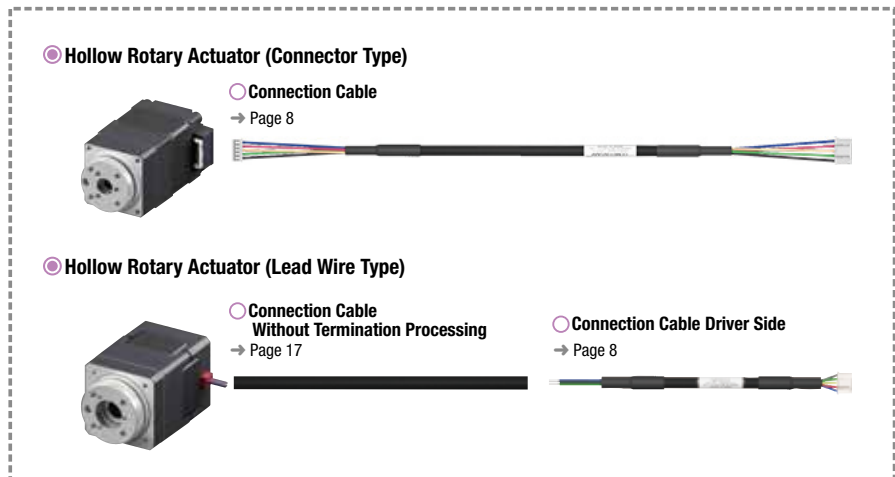 Hollow Rotary Actuator (Connector Type)
Connection Cable
→ Page 8
Hollow Rotary Actuator (Lead Wire Type)
Connection Cable
Without Termination Processing
→ Page 17
Connection Cable Driver Side
→ Page 8